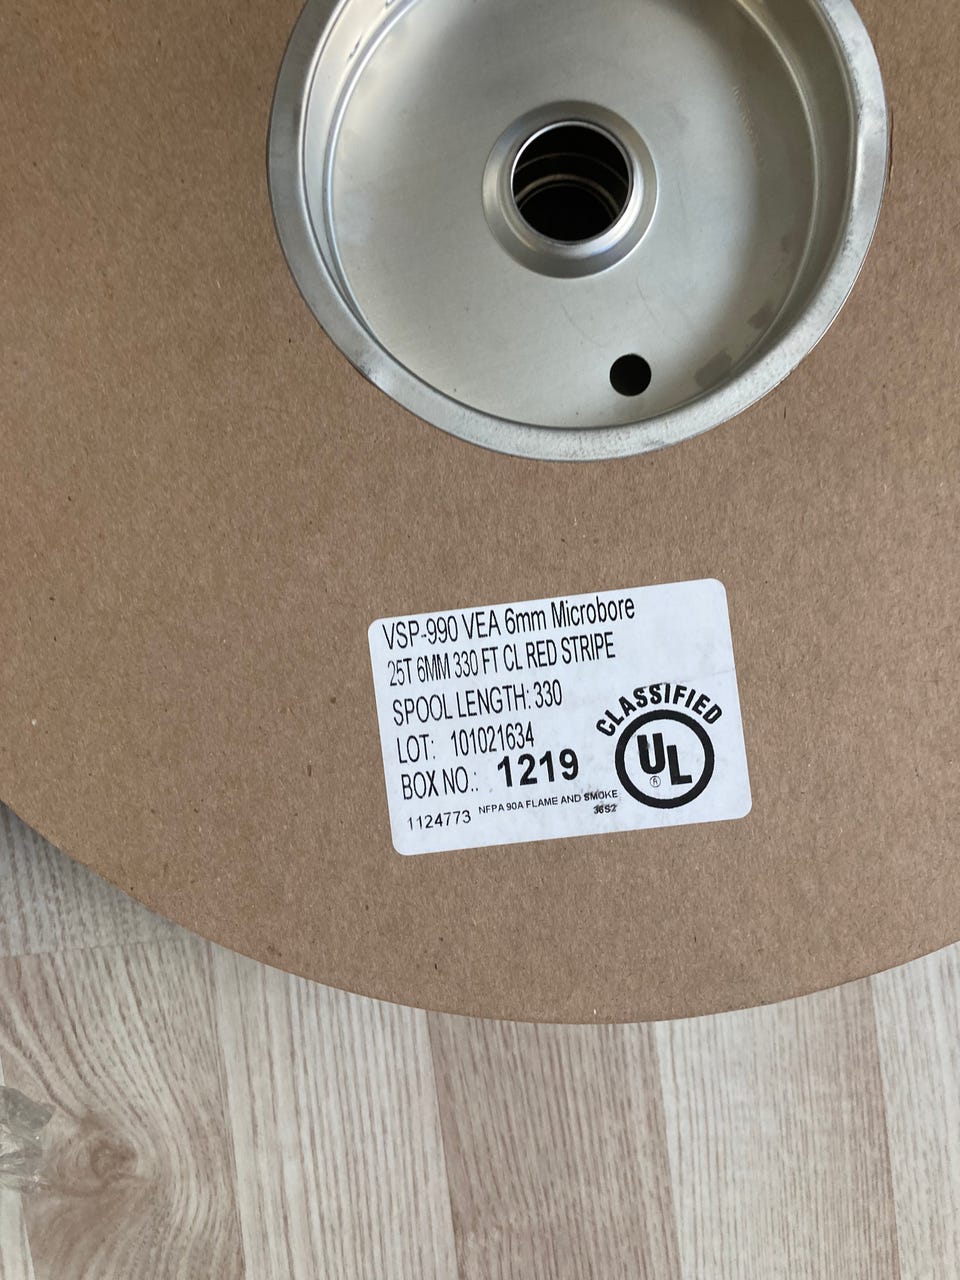 VSP-990 VEA 6mm Microbore
25T 6MM 330 FT CL RED STRIPE
SPOOL LENGTH: 330
LOT: 101021634
BOX NO.: 1219
1124773 NFPA 90A FLAME AND SMOKE
36S2
CLASSIFIED
UL
®